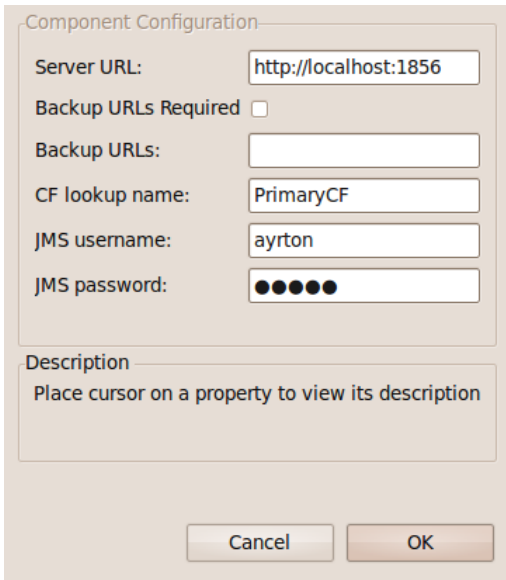 Component Configuration
Server URL: http://localhost:1856
Backup URLs Required
Backup URLs:
CF lookup name: PrimaryCF
JMS username: ayrton
JMS password: ●●●●●
Description
Place cursor on a property to view its description
Cancel OK